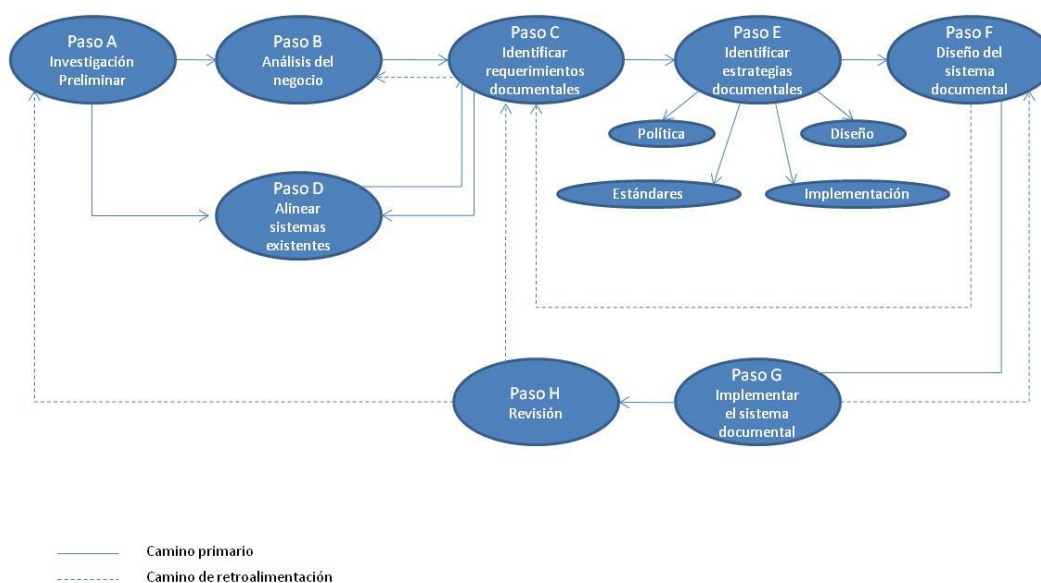 Paso A
Investigación
Preliminar
Paso B
Análisis del
negocio
Paso C
Identificar
requerimientos
documentales
Paso E
Identificar
estrategias
documentales
Paso F
Diseño del
sistema
documental
Política
Diseño
Estándares
Implementación
Paso D
Alinear
sistemas
existentes
Paso H
Revisión
Paso G
Implementar
el sistema
documental
Camino primario
Camino de retroalimentación